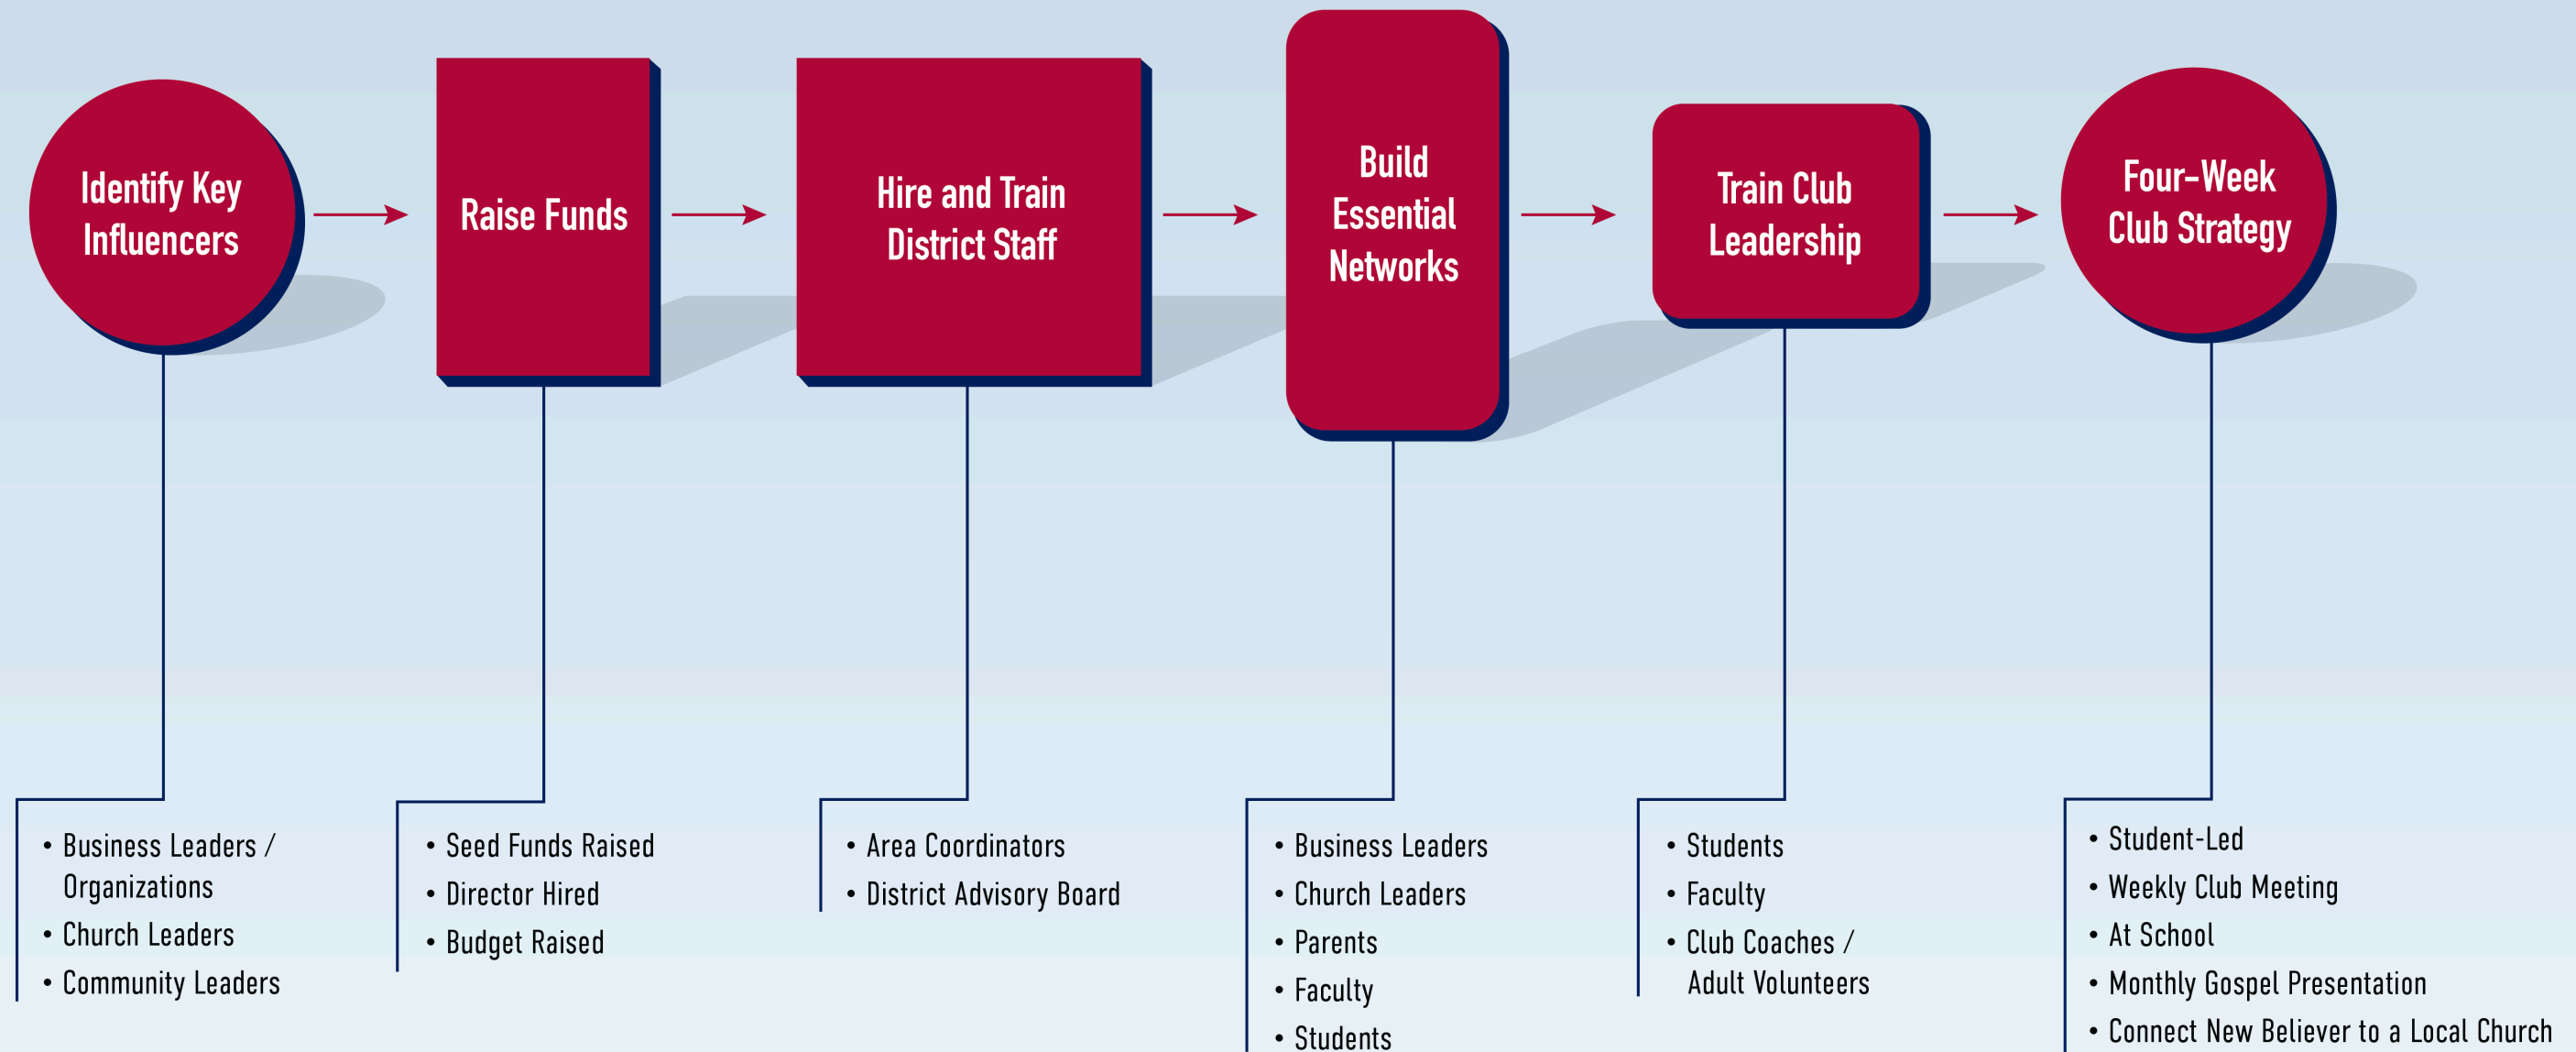 Identify Key
Influencers
Raise Funds
Hire and Train
District Staff
Build
Essential
Networks
Train Club
Leadership
Four-Week
Club Strategy
• Business Leaders /
Organizations
• Church Leaders
• Community Leaders
• Seed Funds Raised
• Director Hired
• Budget Raised
• Area Coordinators
• District Advisory Board
• Business Leaders
• Church Leaders
• Parents
• Faculty
• Students
• Students
• Faculty
• Club Coaches /
Adult Volunteers
• Student-Led
• Weekly Club Meeting
• At School
• Monthly Gospel Presentation
• Connect New Believer to a Local Church